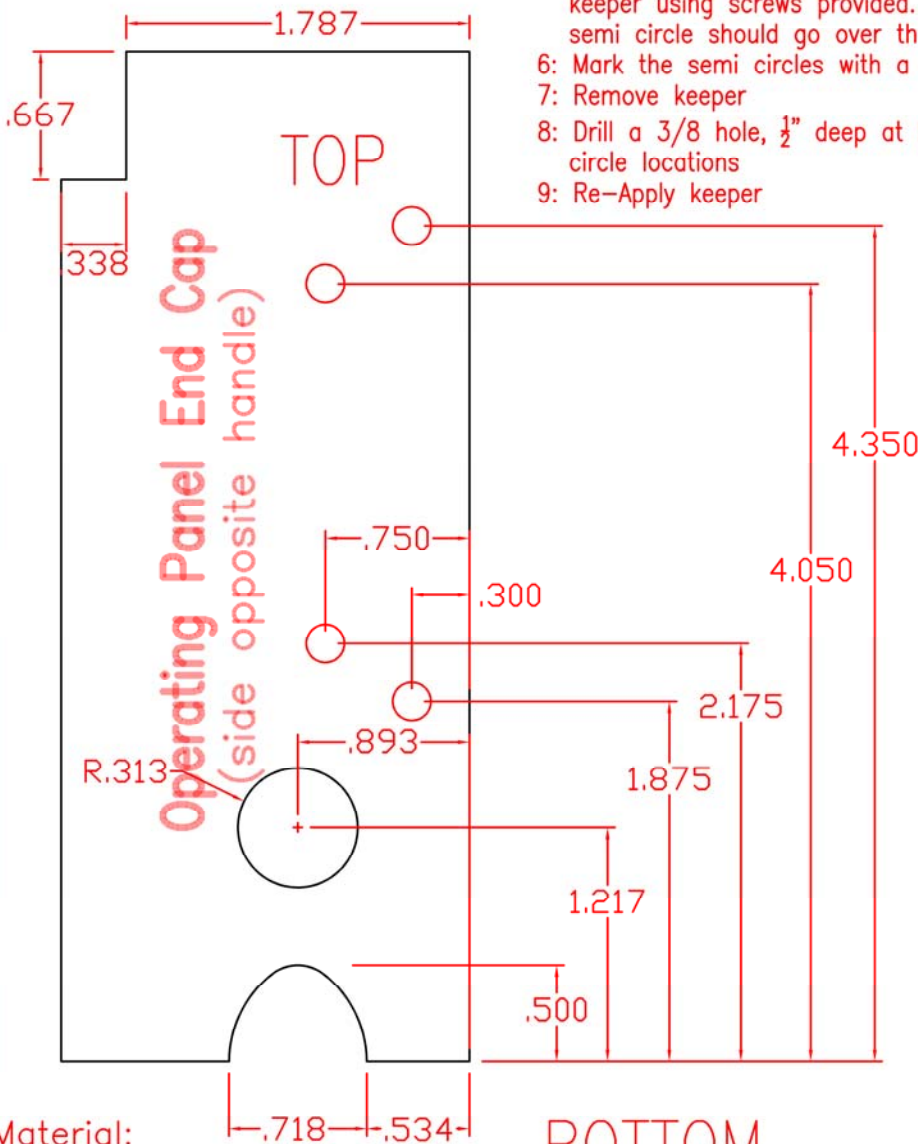 keeper using screws provided.
semi circle should go over th
6: Mark the semi circles with a
7: Remove keeper
8: Drill a 3/8 hole, ½" deep at
circle locations
9: Re-Apply keeper
1.787
.667
TOP
338
Operating Panel End Cap
(side opposite handle)
4.350
4.050
.750
.300
2.175
1.875
.893
R.313
1.217
.500
.718
.534
Material:
BOTTOM